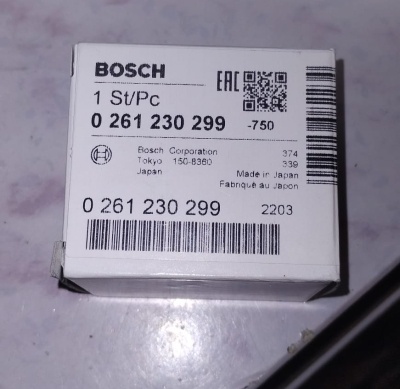 BOSCH EAC
1 St/Pc
0 261 230 299 -750
Bosch Corporation 374
Tokyo 150-8360 339
Japan Made in Japan
Fabriqué au Japon
0 261 230 299 2203